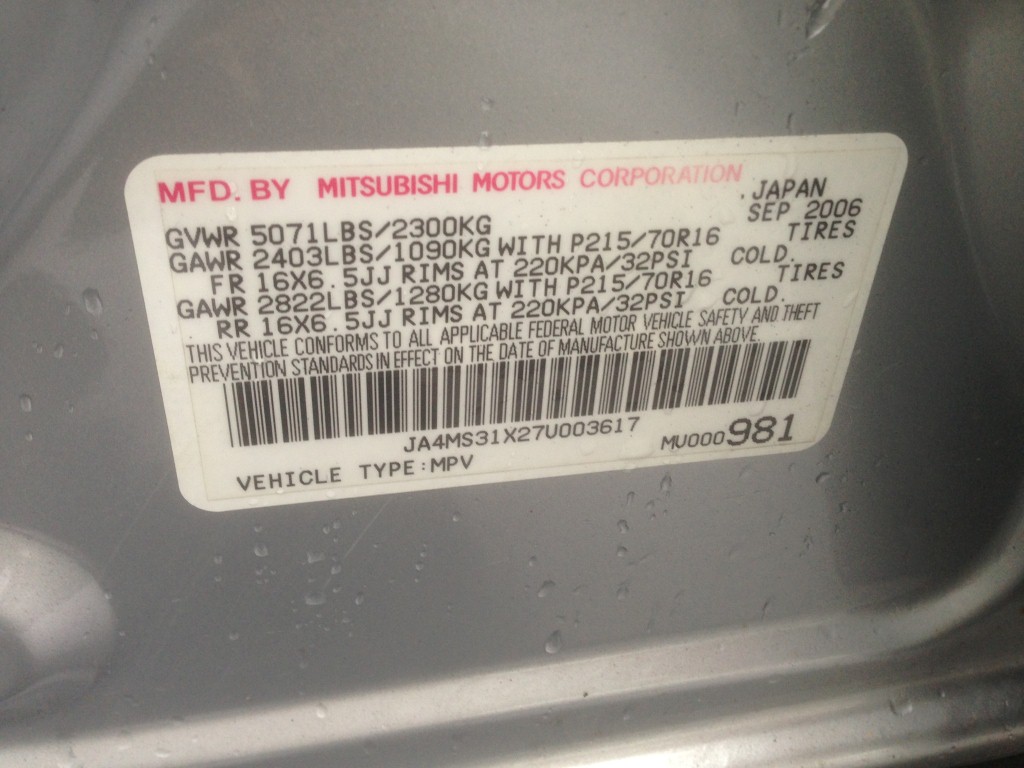 MFD. BY MITSUBISHI MOTORS CORPORATION
JAPAN
SEP 2006
GVWR 5071LBS/2300KG
GAWR 2403LBS/1090KG WITH P215/70R16 TIRES
FR 16X6.5JJ RIMS AT 220KPA/32PSI COLD.
GAWR 2822LBS/1280KG WITH P215/70R16 TIRES
RR 16X6.5JJ RIMS AT 220KPA/32PSI COLD.
THIS VEHICLE CONFORMS TO ALL APPLICABLE FEDERAL MOTOR VEHICLE SAFETY AND THEFT
PREVENTION STANDARDS IN EFFECT ON THE DATE OF MANUFACTURE SHOWN ABOVE.
JA4MS31X27U003617
MU000981
VEHICLE TYPE:MPV